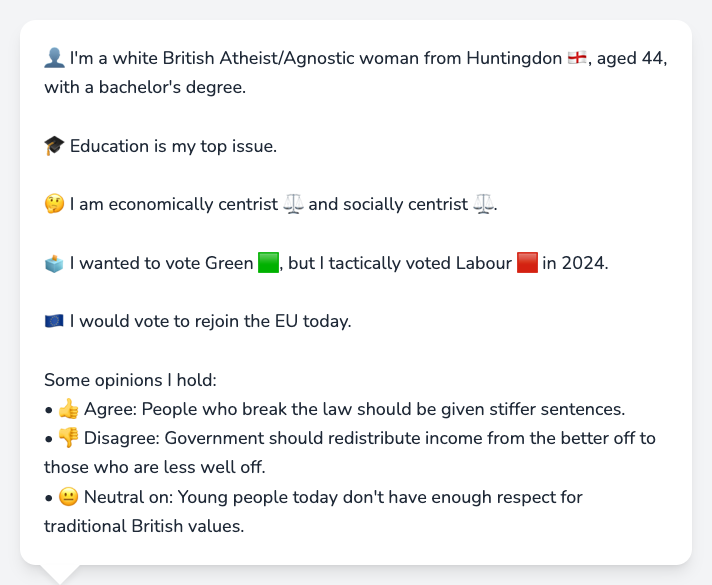 👤 I'm a white British Atheist/Agnostic woman from Huntingdon 🏴󠁧󠁢󠁥󠁮󠁧󠁿, aged 44,
with a bachelor's degree.
🎓 Education is my top issue.
🤔 I am economically centrist ⚖️ and socially centrist ⚖️.
🗳️ I wanted to vote Green 🟩, but I tactically voted Labour 🟥 in 2024.
🇪🇺 I would vote to rejoin the EU today.
Some opinions I hold:
• 👍 Agree: People who break the law should be given stiffer sentences.
• 👎 Disagree: Government should redistribute income from the better off to
those who are less well off.
• 😐 Neutral on: Young people today don't have enough respect for
traditional British values.